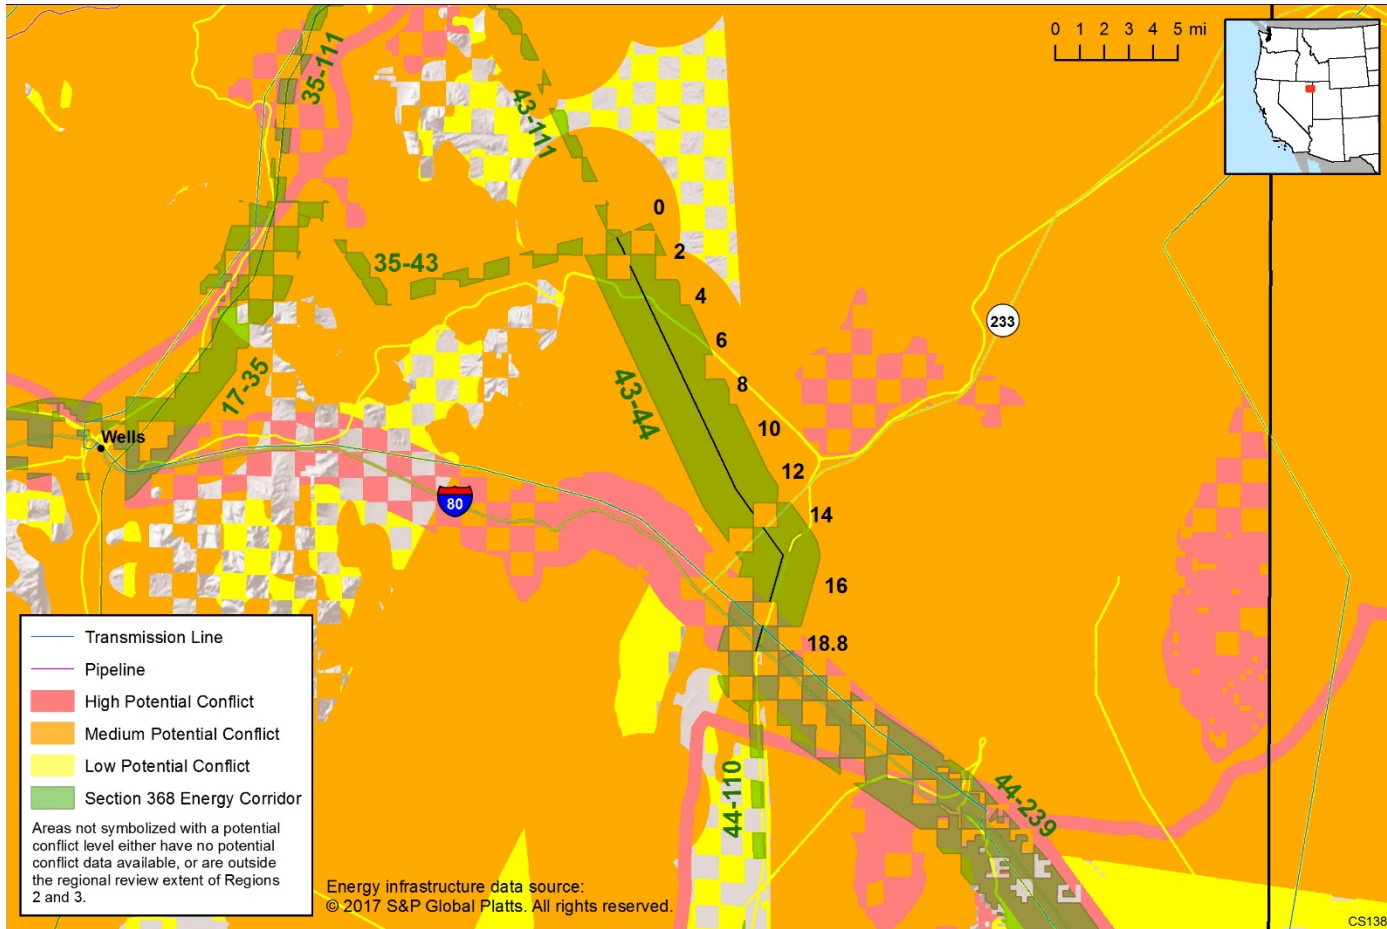 0 1 2 3 4 5 mi
35-111
43-111
0
2
35-43
4
233
6
8
43-44
17-35
10
Wells
12
80
14
16
18.8
44-110
44-239
Transmission Line
Pipeline
High Potential Conflict
Medium Potential Conflict
Low Potential Conflict
Section 368 Energy Corridor
Areas not symbolized with a potential
conflict level either have no potential
conflict data available, or are outside
the regional review extent of Regions
2 and 3.
Energy infrastructure data source:
© 2017 S&P Global Platts. All rights reserved.
CS138